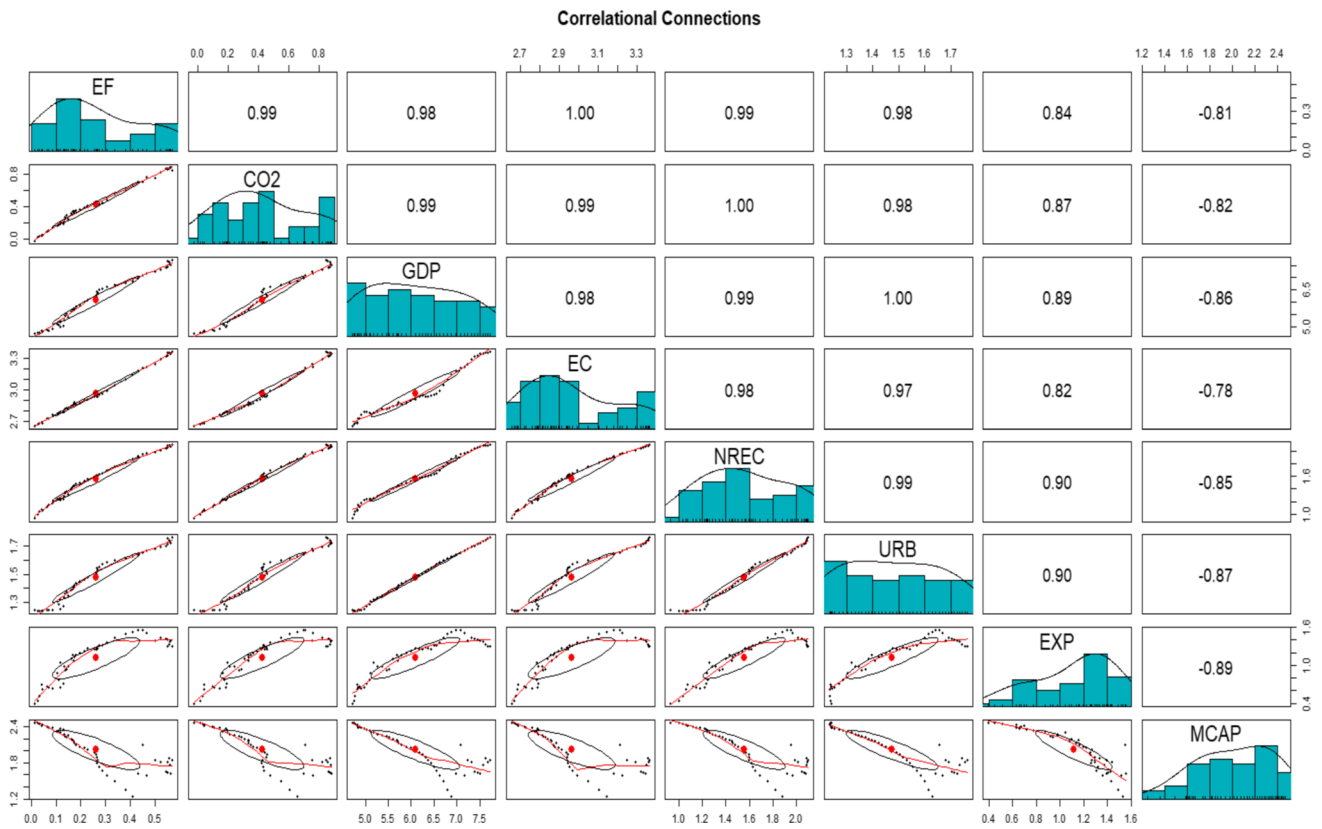 Correlational Connections
0.0 0.2 0.4 0.6 0.8
2.7 2.9 3.1 3.3
1.3 1.4 1.5 1.6 1.7
1.2 1.4 1.6 1.8 2.0 2.2 2.4
EF 0.99 0.98 1.00 0.99 0.98 0.84 -0.81
0.0 0.3
0.0 0.4 0.8
CO2 0.99 0.99 1.00 0.98 0.87 -0.82
GDP 0.98 0.99 1.00 0.89 -0.86
5.0 6.5
2.7 3.0 3.3
EC 0.98 0.97 0.82 -0.78
NREC 0.99 0.90 -0.85
1.0 1.6
1.3 1.5 1.7
URB 0.90 -0.87
EXP -0.89
0.4 1.0 1.6
1.2 1.8 2.4
MCAP
0.0 0.1 0.2 0.3 0.4 0.5
5.0 5.5 6.0 6.5 7.0 7.5
1.0 1.2 1.4 1.6 1.8 2.0
0.4 0.6 0.8 1.0 1.2 1.4 1.6